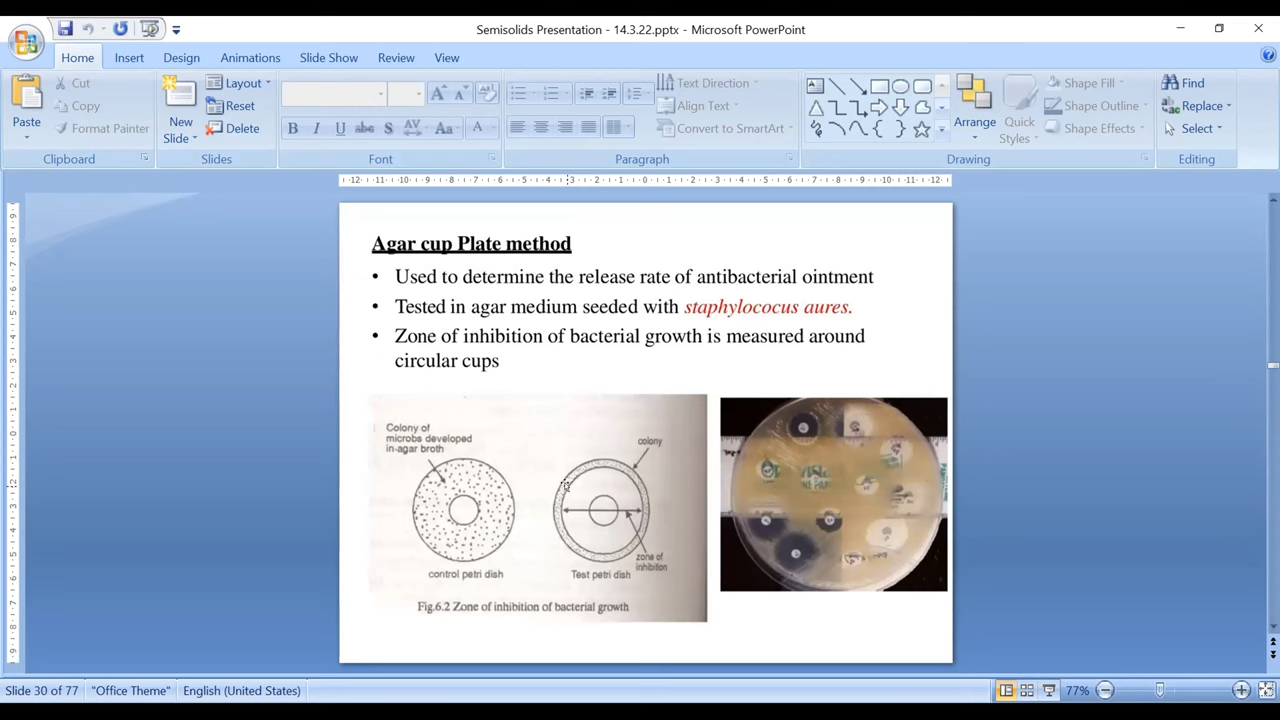 Semisolids Presentation - 14.3.22.pptx - Microsoft PowerPoint
Home Insert Design Animations Slide Show Review View
Paste
Cut
Copy
Format Painter
Clipboard
New Slide
Layout
Reset
Delete
Slides
B I U abe S AV Aa A
Font
Text Direction
Align Text
Convert to SmartArt
Paragraph
Arrange
Quick Styles
Shape Fill
Shape Outline
Shape Effects
Drawing
Find
Replace
Select
Editing
Agar cup Plate method
• Used to determine the release rate of antibacterial ointment
• Tested in agar medium seeded with staphylococus aures.
• Zone of inhibition of bacterial growth is measured around
circular cups
Colony of
microbs developed
in-agar broth
colony
zone of
inhibiton
control petri dish
Test petri dish
Fig.6.2 Zone of inhibition of bacterial growth
Slide 30 of 77 "Office Theme" English (United States) 77%